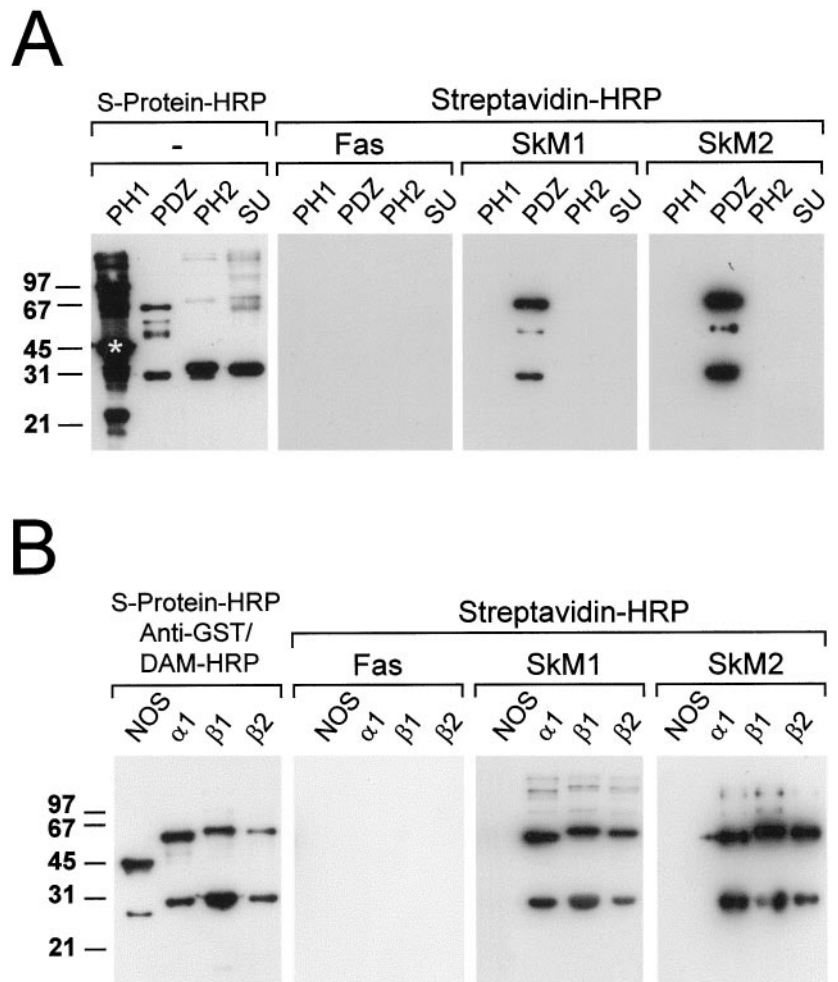 A
S-Protein-HRP Streptavidin-HRP
- Fas SkM1 SkM2
PH1 PDZ PH2 SU PH1 PDZ PH2 SU PH1 PDZ PH2 SU PH1 PDZ PH2 SU
97
67
45 *
31
21
B
S-Protein-HRP
Anti-GST/
DAM-HRP
Streptavidin-HRP
Fas SkM1 SkM2
NOS α1 β1 β2 NOS α1 β1 β2 NOS α1 β1 β2 NOS α1 β1 β2
97
67
45
31
21